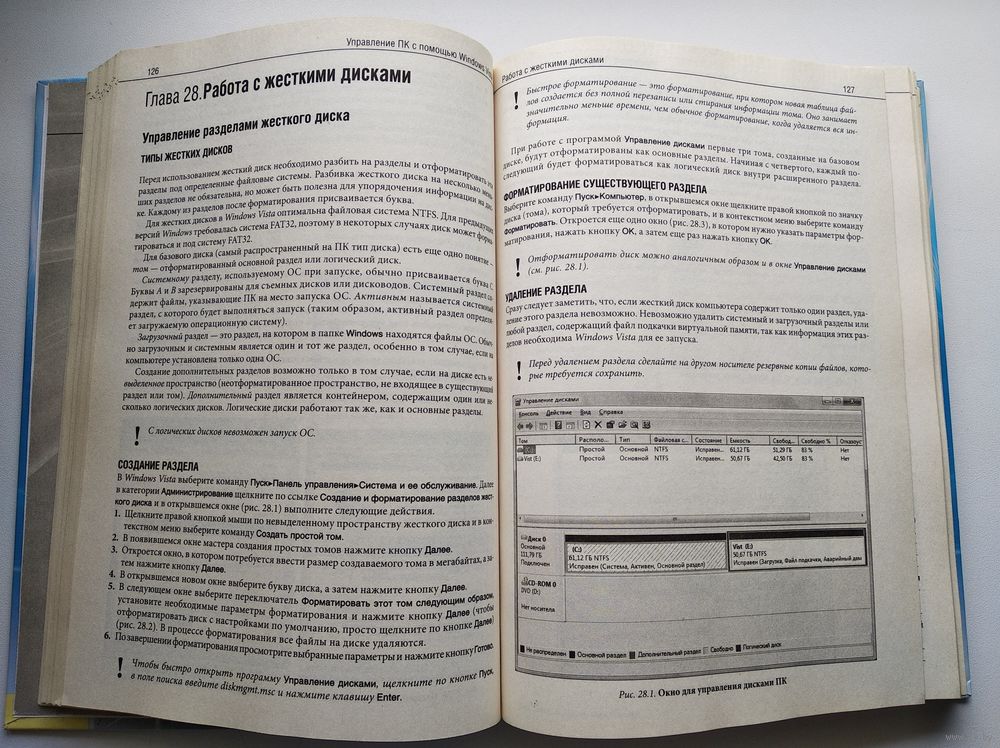 126
Управление ПК с помощью Windows
Глава 28. Работа с жесткими дисками
Управление разделами жесткого диска
ТИПЫ ЖЕСТКИХ ДИСКОВ
Перед использованием жесткий диск необходимо разбить на разделы и отформатировать эти
разделы под определенные файловые системы. Разбивка жесткого диска на несколько
ших разделов не обязательна, но может быть полезна для упорядочения информации на дис-
ке. Каждому из разделов после форматирования присваивается буква.
Для жестких дисков в Windows Vista оптимальна файловая система NTFS. Для предыдущих
версий Windows требовалась система FAT32, поэтому в некоторых случаях диск может форма-
тироваться и под систему FAT32.
Для базового диска (самый распространенный на ПК тип диска) есть еще одно понятие –
том — отформатированный основной раздел или логический диск.
Системному разделу, используемому ОС при запуске, обычно присваивается буква C.
Буквы A и B зарезервированы для съемных дисков или дисководов. Системный раздел со-
держит файлы, указывающие ПК на место запуска ОС. Активным называется системный
раздел, с которого будет выполняться запуск (таким образом, активный раздел определя-
ет загружаемую операционную систему).
Загрузочный раздел — это раздел, на котором в папке Windows находятся файлы ОС. Обыч-
но загрузочным и системным является один и тот же раздел, особенно в том случае, если на
компьютере установлена только одна ОС.
Создание дополнительных разделов возможно только в том случае, если на диске есть не-
выделенное пространство (неотформатированное пространство, не входящее в существующий
раздел или том). Дополнительный раздел является контейнером, содержащим один или не-
сколько логических дисков. Логические диски работают так же, как и основные разделы.
! С логических дисков невозможен запуск ОС.
СОЗДАНИЕ РАЗДЕЛА
В Windows Vista выберите команду Пуск▸Панель управления▸Система и ее обслуживание. Далее
в категории Администрирование щелкните по ссылке Создание и форматирование разделов жест-
кого диска и в открывшемся окне (рис. 28.1) выполните следующие действия.
1. Щелкните правой кнопкой мыши по невыделенному пространству жесткого диска и в кон-
текстном меню выберите команду Создать простой том.
2. В появившемся окне мастера создания простых томов нажмите кнопку Далее.
3. Откроется окно, в котором потребуется ввести размер создаваемого тома в мегабайтах, а за-
тем нажмите кнопку Далее.
4. В открывшемся новом окне выберите букву диска, а затем нажмите кнопку Далее.
5. В следующем окне выберите переключатель Форматировать этот том следующим образом,
установите необходимые параметры форматирования и нажмите кнопку Далее (чтобы
отформатировать диск с настройками по умолчанию, просто щелкните по кнопке Далее)
(рис. 28.2). В процессе форматирования все файлы на диске удаляются.
6. По завершении форматирования просмотрите выбранные параметры и нажмите кнопку Готово.
! Чтобы быстро открыть программу Управление дисками, щелкните по кнопке Пуск,
в поле поиска введите diskmgmt.msc и нажмите клавишу Enter.
Работа с жесткими дисками
127
! Быстрое форматирование — это форматирование, при котором новая таблица фай-
лов создается без полной перезаписи или стирания информации тома. Оно занимает
значительно меньше времени, чем обычное форматирование, когда удаляется вся ин-
формация.
При работе с программой Управление дисками первые три тома, созданные на базовом
диске, будут отформатированы как основные разделы. Начиная с четвертого, каждый по-
следующий будет форматироваться как логический диск внутри расширенного раздела.
ФОРМАТИРОВАНИЕ СУЩЕСТВУЮЩЕГО РАЗДЕЛА
Выберите команду Пуск▸Компьютер, в открывшемся окне щелкните правой кнопкой по значку
диска (тома), который требуется отформатировать, и в контекстном меню выберите команду
Форматировать. Откроется еще одно окно (рис. 28.3), в котором нужно указать параметры фор-
матирования, нажать кнопку ОК, а затем еще раз нажать кнопку ОК.
! Отформатировать диск можно аналогичным образом и в окне Управление дисками
(см. рис. 28.1).
УДАЛЕНИЕ РАЗДЕЛА
Сразу следует заметить, что, если жесткий диск компьютера содержит только один раздел, уда-
ление этого раздела невозможно. Невозможно удалить системный и загрузочный разделы или
любой раздел, содержащий файл подкачки виртуальной памяти, так как информация этих раз-
делов необходима Windows Vista для ее запуска.
! Перед удалением раздела сделайте на другом носителе резервные копии файлов, кото-
рые требуется сохранить.
Управление дисками
Консоль Действие Вид Справка
Том Располо... Тип Файловая с... Состояние Емкость Свобод... Свободно % Отказоус
(C:) Простой Основной NTFS Исправен... 61,12 ГБ 51,29 ГБ 83 % Нет
Vist (E:) Простой Основной NTFS Исправен... 50,67 ГБ 42,50 ГБ 83 % Нет
Диск 0
Основной
111,79 ГБ
Подключен
(C:)
61,12 ГБ NTFS
Исправен (Система, Активен, Основной раздел)
Vist (E:)
50,67 ГБ NTFS
Исправен (Загрузка, Файл подкачки, Аварийный дам
CD-ROM 0
DVD (D:)
Нет носителя
Не распределен Основной раздел Дополнительный раздел Свободно Логический диск
Рис. 28.1. Окно для управления дисками ПК